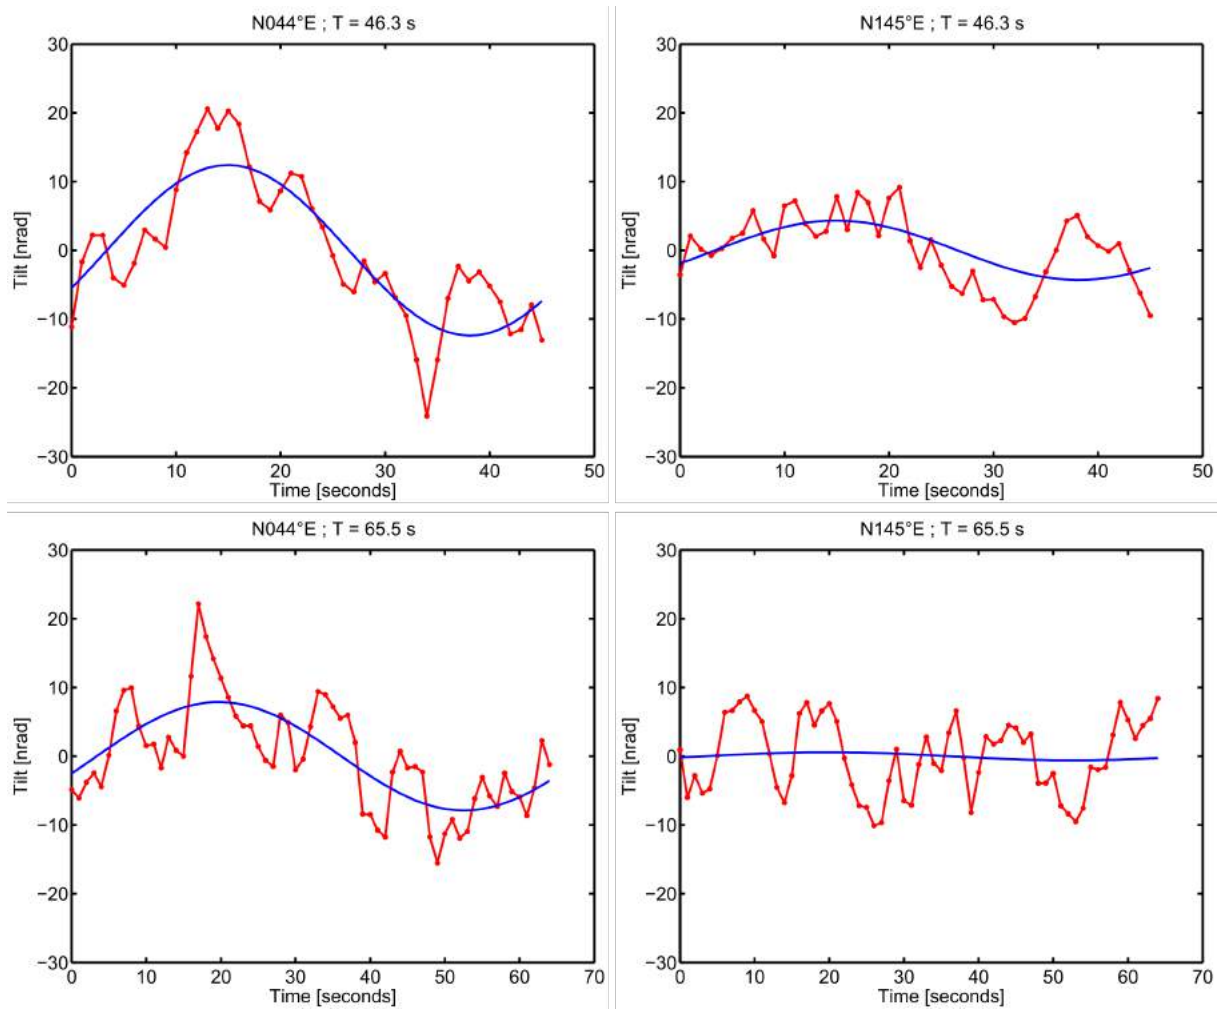 N044°E ; T = 46.3 s
30
20
10
0
−10
−20
−30
Tilt [nrad]
0 10 20 30 40 50
Time [seconds]
N145°E ; T = 46.3 s
30
20
10
0
−10
−20
−30
Tilt [nrad]
0 10 20 30 40 50
Time [seconds]
N044°E ; T = 65.5 s
30
20
10
0
−10
−20
−30
Tilt [nrad]
0 10 20 30 40 50 60 70
Time [seconds]
N145°E ; T = 65.5 s
30
20
10
0
−10
−20
−30
Tilt [nrad]
0 10 20 30 40 50 60 70
Time [seconds]